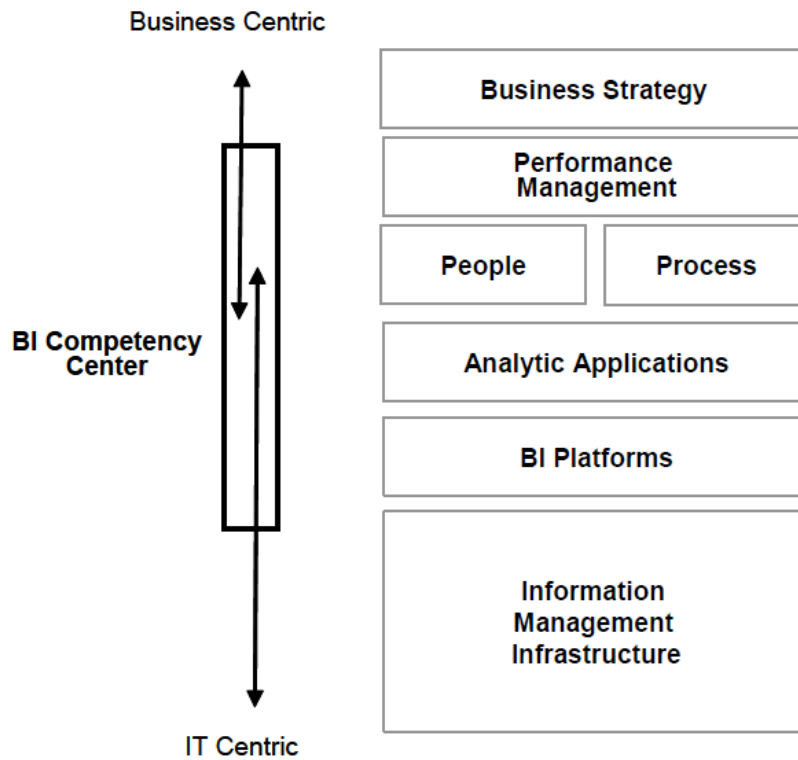 Business Centric
Business Strategy
Performance
Management
People
Process
BI Competency
Center
Analytic Applications
BI Platforms
Information
Management
Infrastructure
IT Centric